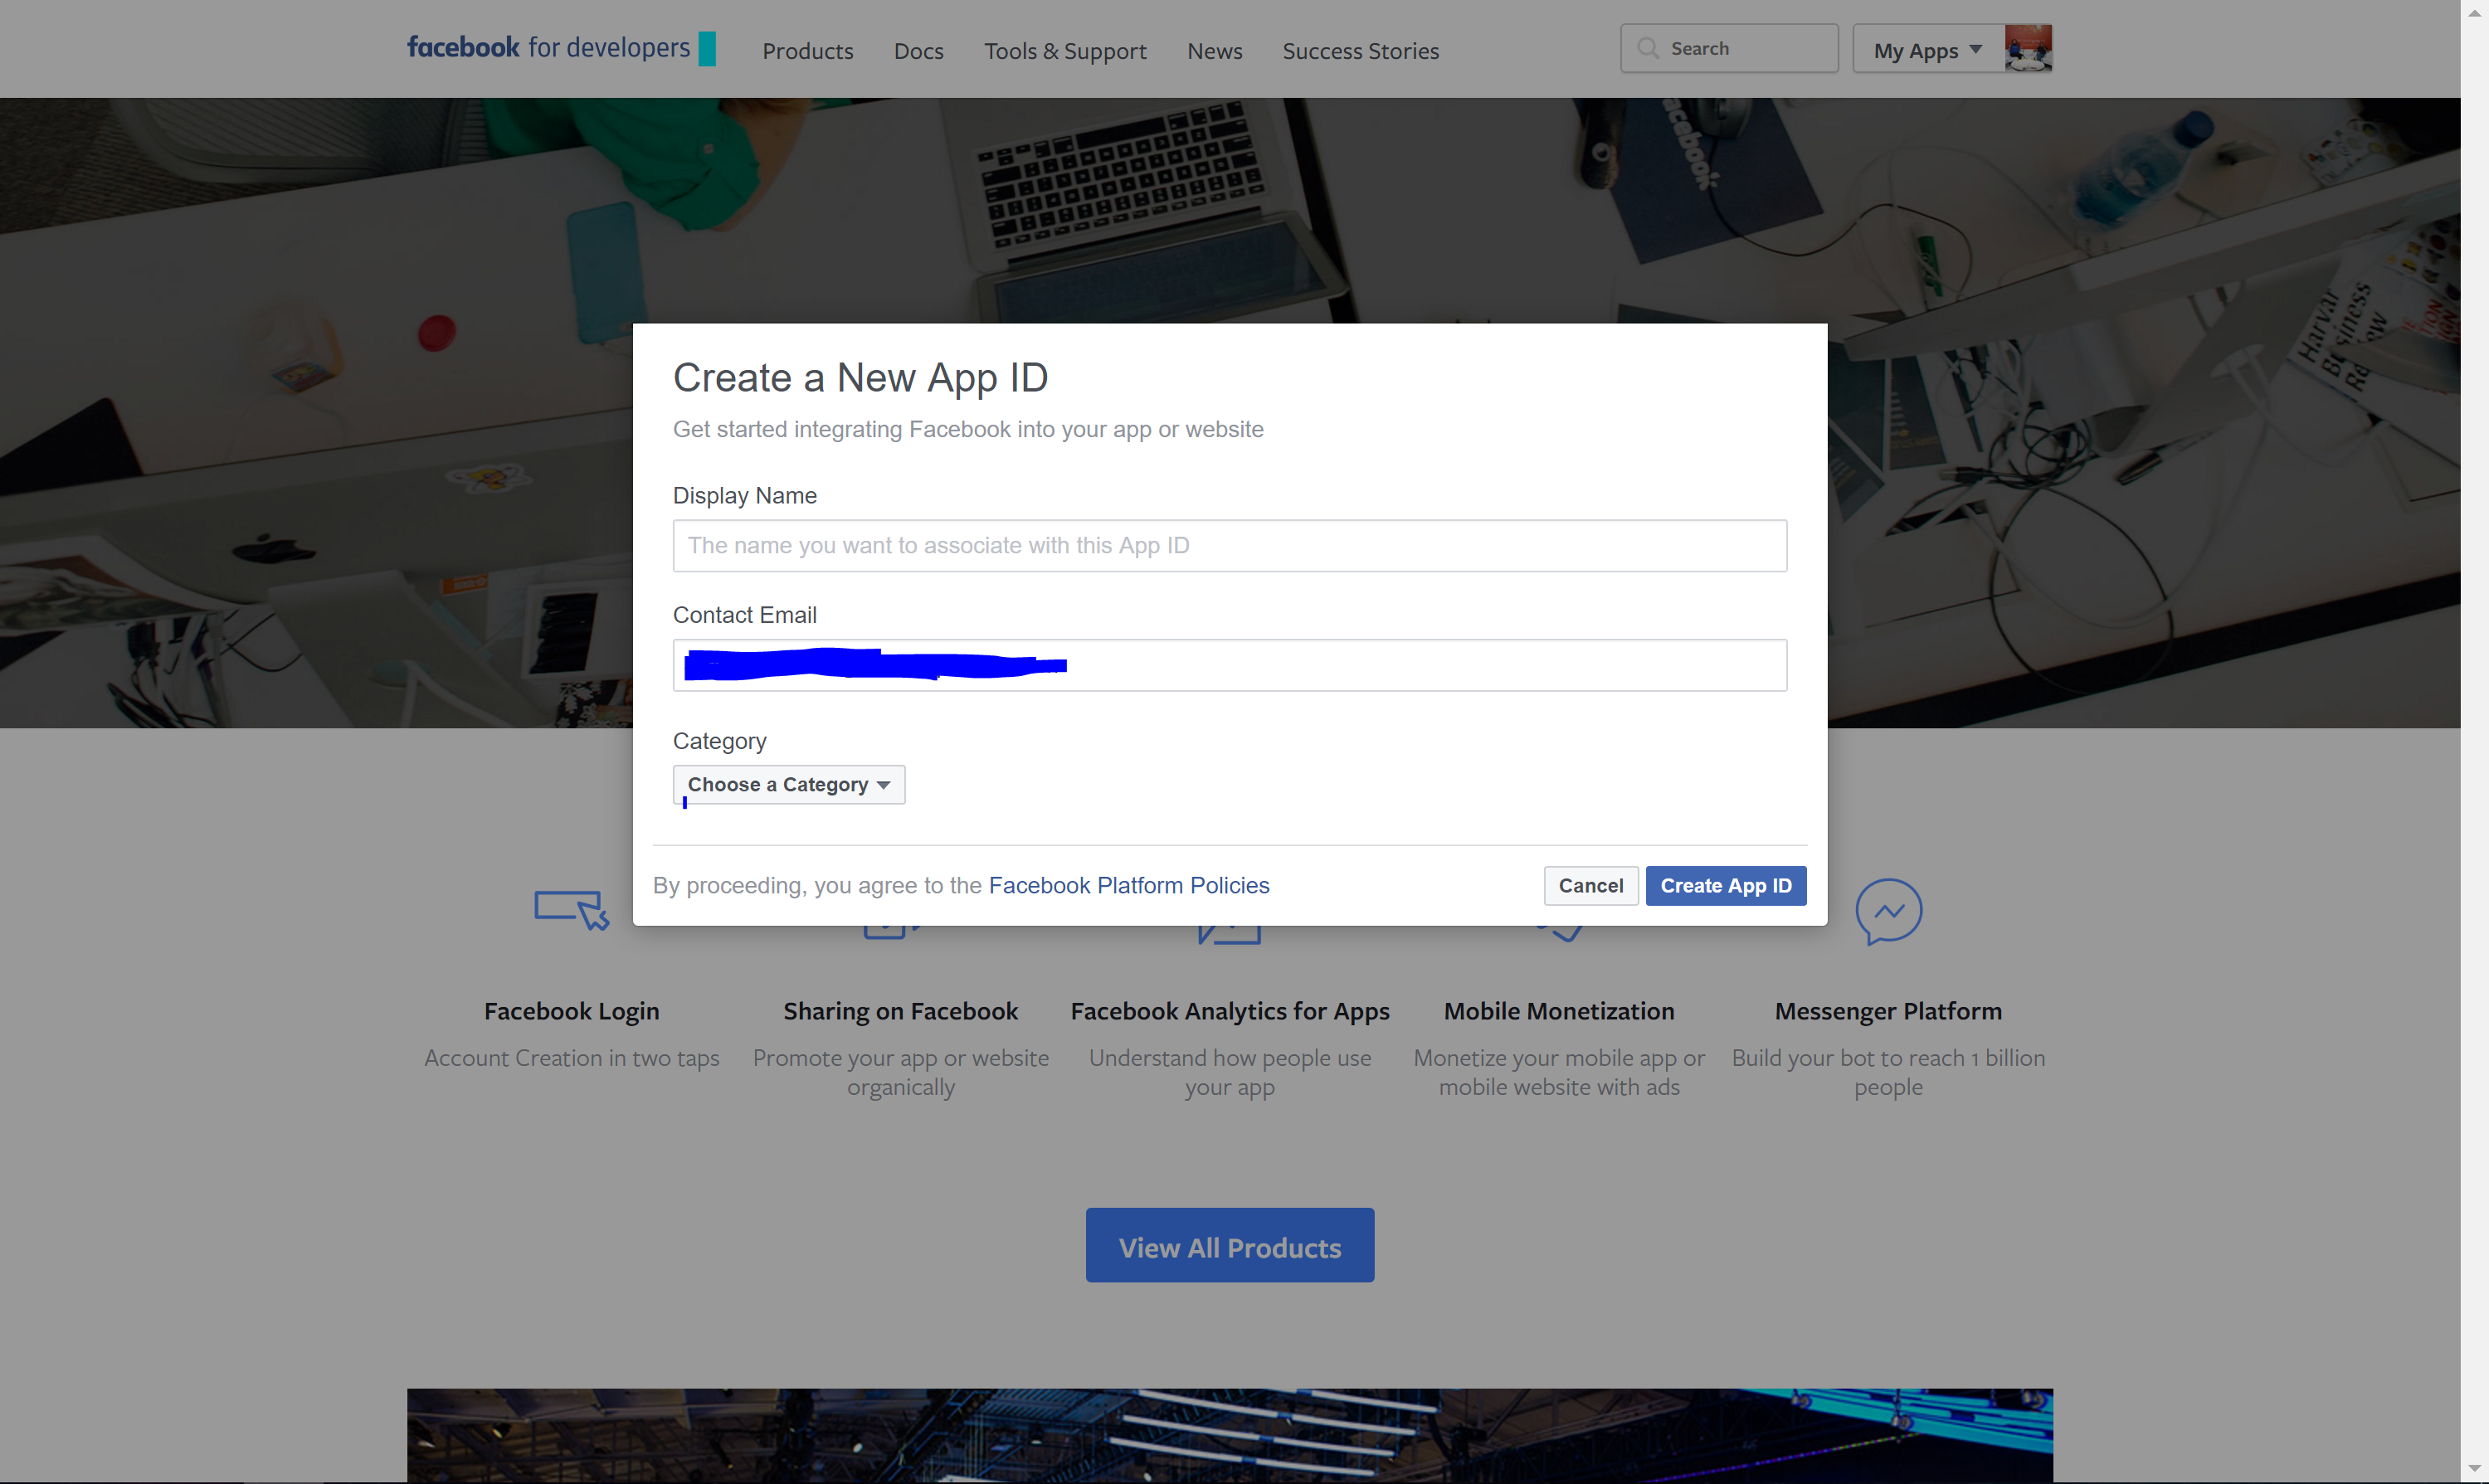 facebook for developers
Products Docs Tools & Support News Success Stories
Search
My Apps
facebook
Harvar
Business
Re ew
Create a New App ID
Get started integrating Facebook into your app or website
Display Name
The name you want to associate with this App ID
Contact Email
Category
Choose a Category
By proceeding, you agree to the Facebook Platform Policies
Cancel
Create App ID
Facebook Login
Account Creation in two taps
Sharing on Facebook
Promote your app or website
organically
Facebook Analytics for Apps
Understand how people use
your app
Mobile Monetization
Monetize your mobile app or
mobile website with ads
Messenger Platform
Build your bot to reach 1 billion
people
View All Products